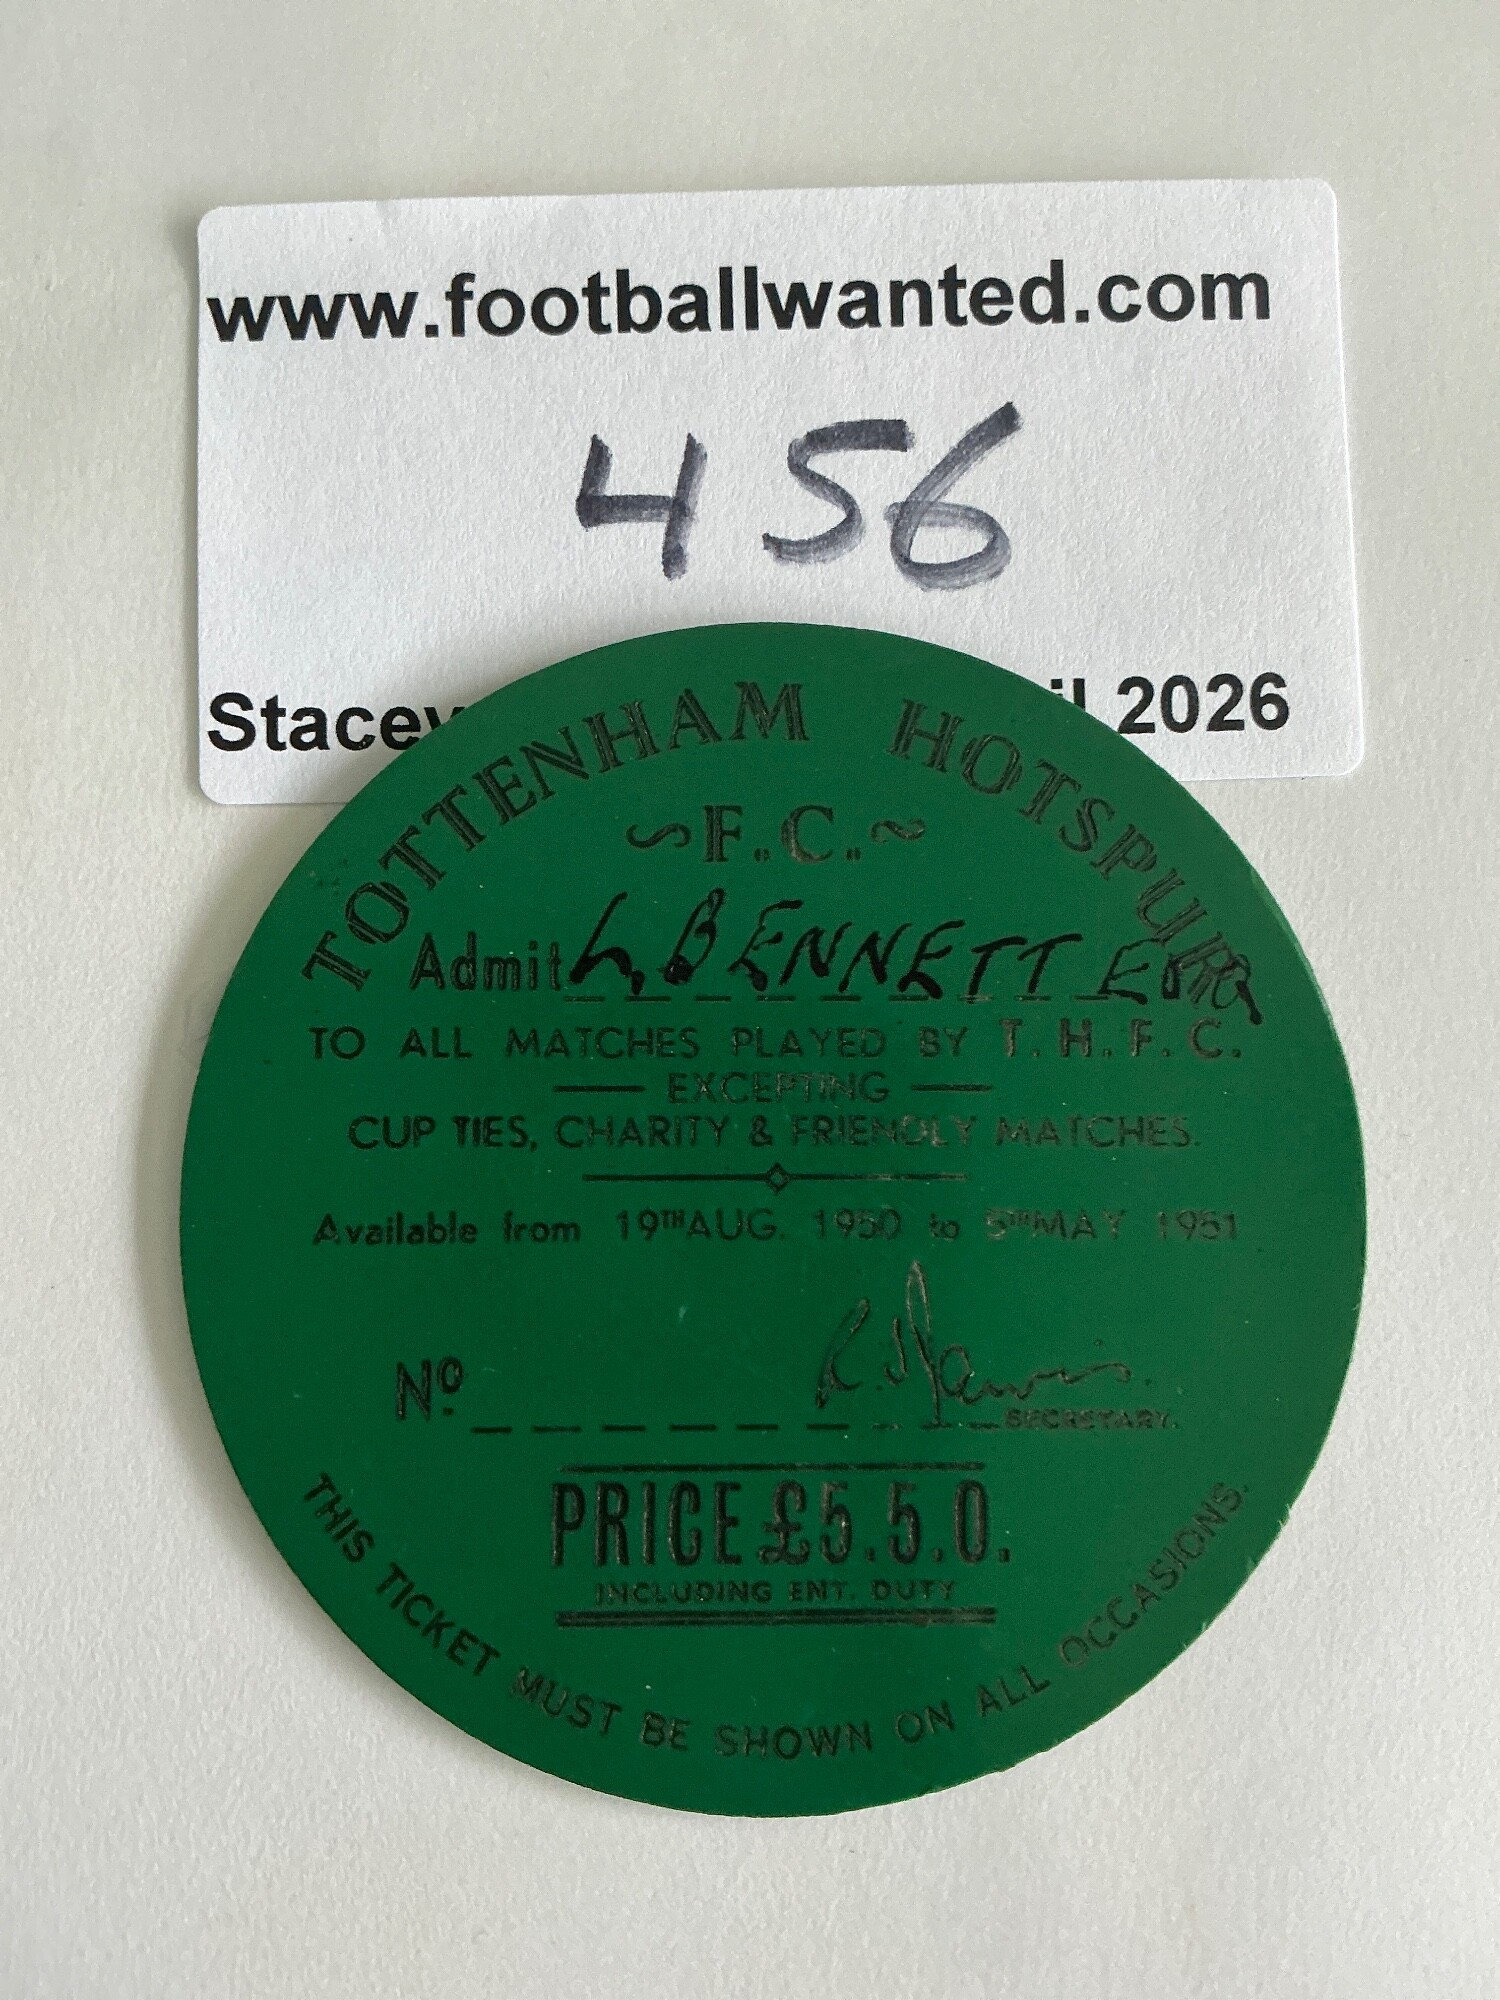 www.footballwanted.com
456
Stacey 2026
TOTTENHAM HOTSPUR
~F.C.~
Admit L BENNETT ESQ
TO ALL MATCHES PLAYED BY T.H.F.C.
EXCEPTING
CUP TIES, CHARITY & FRIENDLY MATCHES.
Available from 19TH AUG. 1950 to 5TH MAY 1951
No.
SECRETARY.
PRICE £5.5.0.
INCLUDING ENT. DUTY
THIS TICKET MUST BE SHOWN ON ALL OCCASIONS.